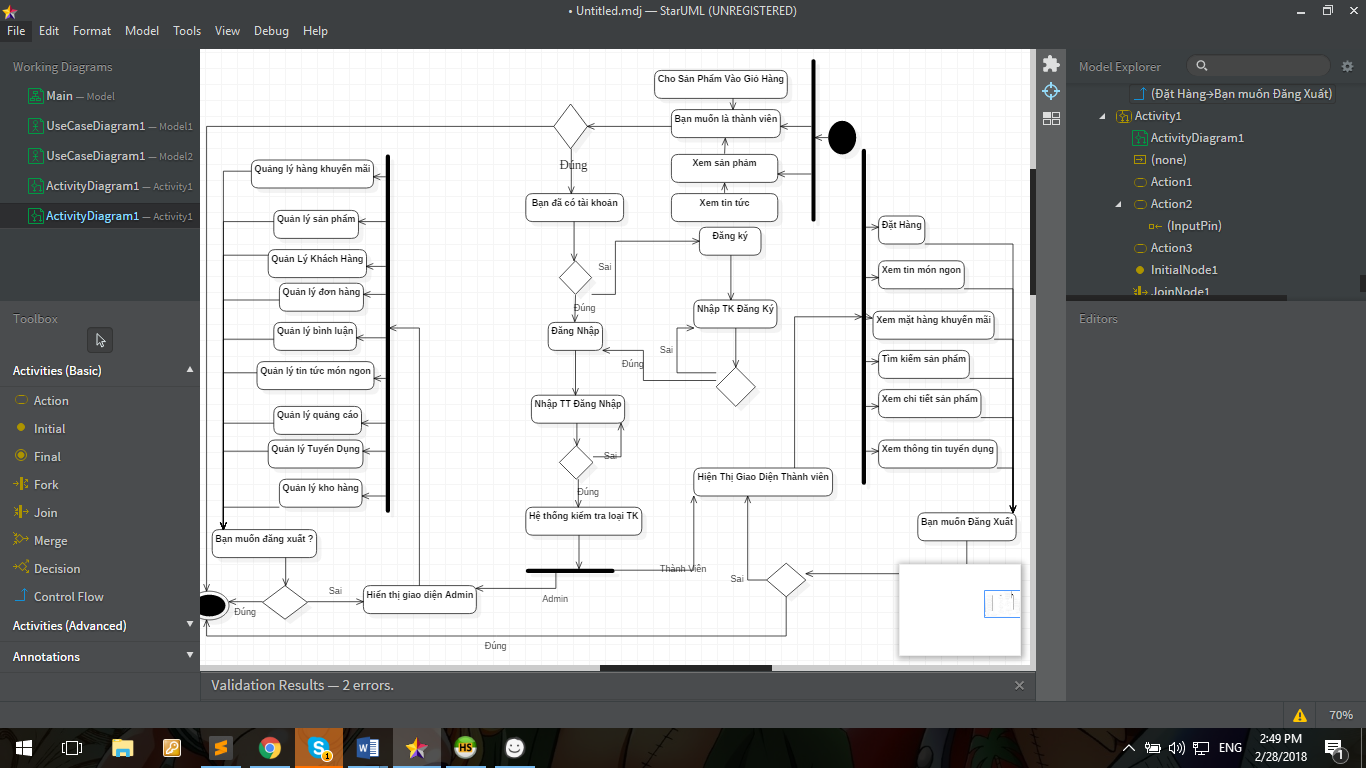 • Untitled.mdj — StarUML (UNREGISTERED)
File Edit Format Model Tools View Debug Help
Working Diagrams
Main — Model
UseCaseDiagram1 — Model1
UseCaseDiagram1 — Model2
ActivityDiagram1 — Activity1
ActivityDiagram1 — Activity1
Toolbox
Activities (Basic)
Action
Initial
Final
Fork
Join
Merge
Decision
Control Flow
Activities (Advanced)
Annotations
Cho Sản Phẩm Vào Giỏ Hàng
Bạn muốn là thành viên
Xem sản phẩm
Xem tin tức
Đúng
Bạn đã có tài khoản
Sai
Đăng ký
Đúng
Nhập TK Đăng Ký
Đăng Nhập
Sai
Đúng
Nhập TT Đăng Nhập
Sai
Đúng
Hệ thống kiểm tra loại TK
Thành Viên
Admin
Hiện Thị Giao Diện Thành viên
Sai
Đúng
Quảng lý hàng khuyến mãi
Quản lý sản phẩm
Quản Lý Khách Hàng
Quản lý đơn hàng
Quản lý bình luận
Quản lý tin tức món ngon
Quản lý quảng cáo
Quản lý Tuyển Dụng
Quản lý kho hàng
Bạn muốn đăng xuất ?
Sai
Đúng
Hiển thị giao diện Admin
Đặt Hàng
Xem tin món ngon
Xem mặt hàng khuyến mãi
Tìm kiếm sản phẩm
Xem chi tiết sản phẩm
Xem thông tin tuyển dụng
Bạn muốn Đăng Xuất
Validation Results — 2 errors.
Model Explorer
(Đặt Hàng→Bạn muốn Đăng Xuất)
Activity1
ActivityDiagram1
(none)
Action1
Action2
(InputPin)
Action3
InitialNode1
JoinNode1
Editors
70%
S
1
W
HS
ENG
2:49 PM
2/28/2018
1